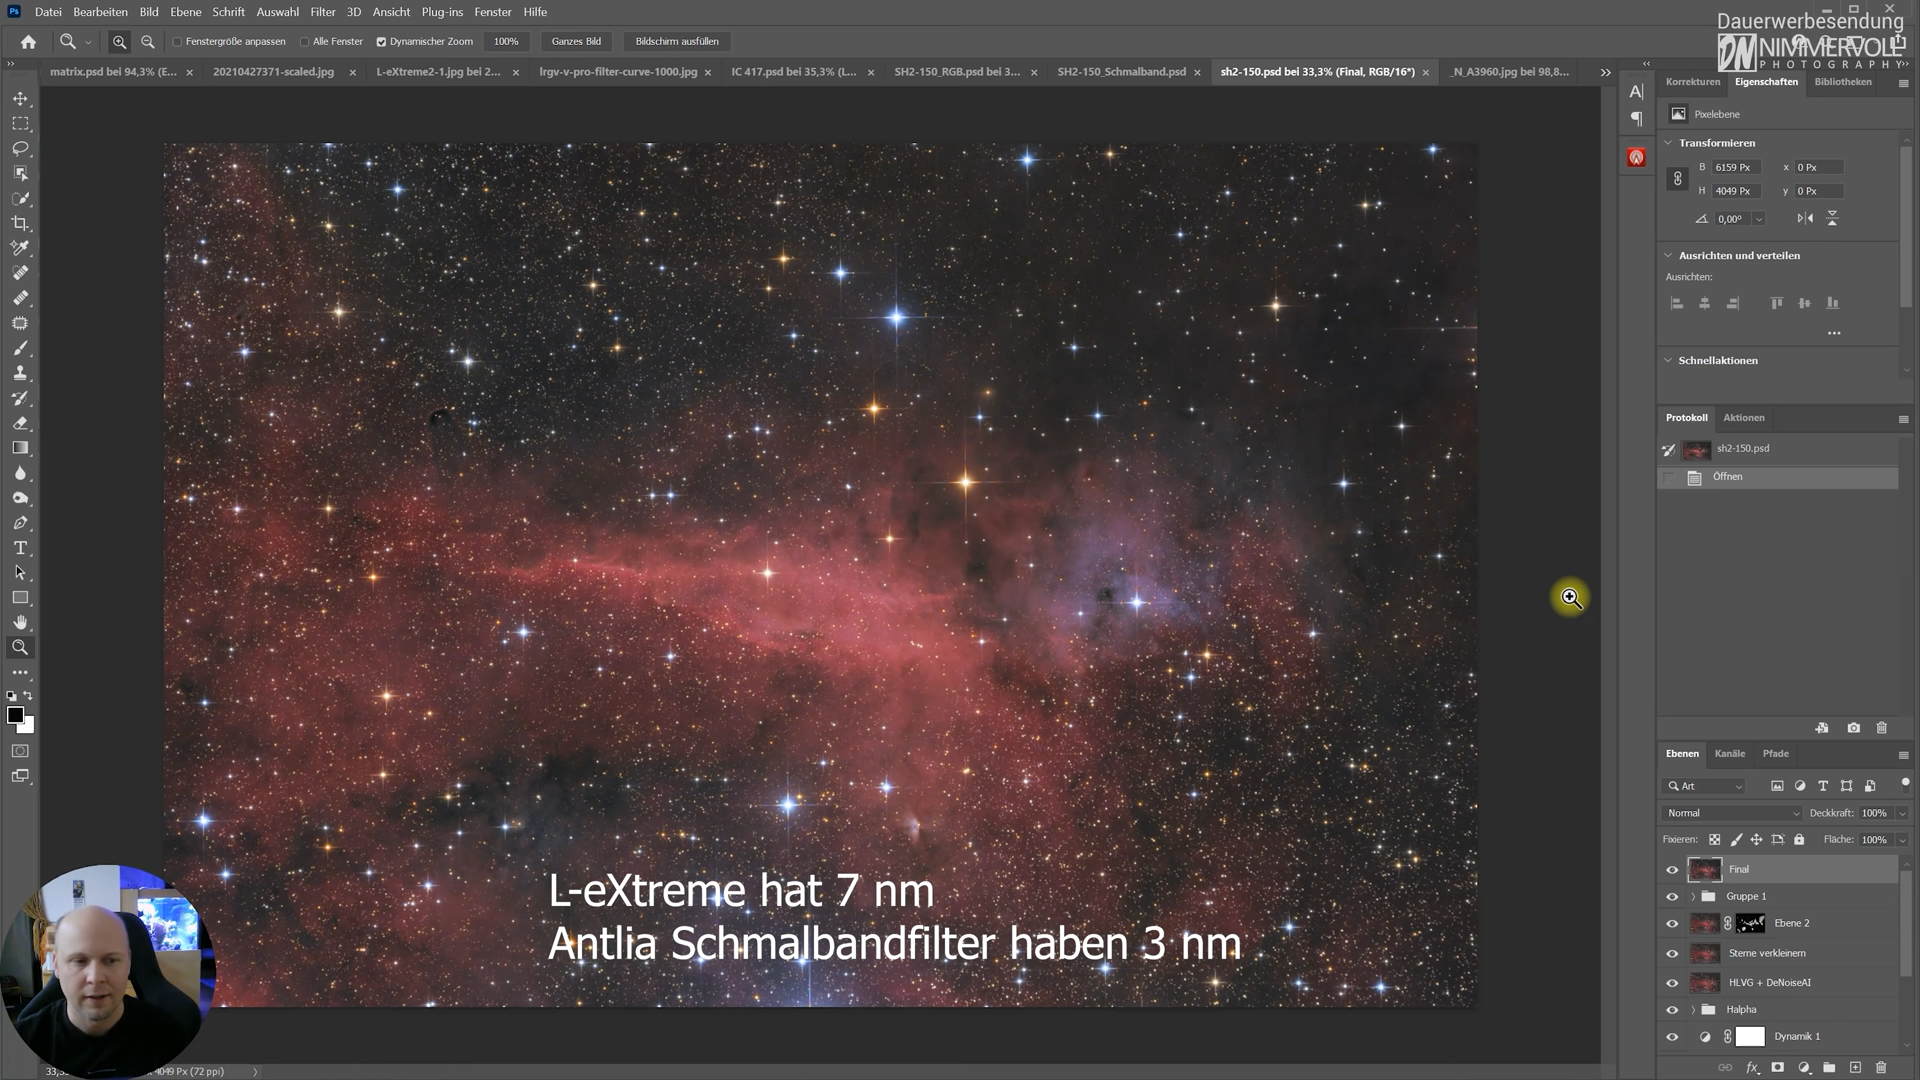 Datei Bearbeiten Bild Ebene Schrift Auswahl Filter 3D Ansicht Plug-ins Fenster Hilfe
Dauerwerbesendung
DN NIMMERVOLL
PHOTOGRAPHY
Fenstergröße anpassen Alle Fenster Dynamischer Zoom 100% Ganzes Bild Bildschirm ausfüllen
matrix.psd bei 94,3% (E... 20210427371-scaled.jpg L-eXtreme2-1.jpg bei 2... lrgv-v-pro-filter-curve-1000.jpg IC 417.psd bei 35,3% (L... SH2-150_RGB.psd bei 3... SH2-150_Schmalband.psd sh2-150.psd bei 33,3% (Final, RGB/16*) _N_A3960.jpg bei 98,8...
Korrekturen Eigenschaften Bibliotheken
Pixelebene
Transformieren
B 6159 Px x 0 Px
H 4049 Px y 0 Px
0,00°
Ausrichten und verteilen
Ausrichten:
Schnellaktionen
Protokoll Aktionen
sh2-150.psd
Öffnen
Ebenen Kanäle Pfade
Art
Normal Deckkraft: 100%
Fixieren: Fläche: 100%
Final
Gruppe 1
Ebene 2
Sterne verkleinern
HLVG + DeNoiseAI
Halpha
Dynamik 1
L-eXtreme hat 7 nm
Antlia Schmalbandfilter haben 3 nm
4049 Px (72 ppi)